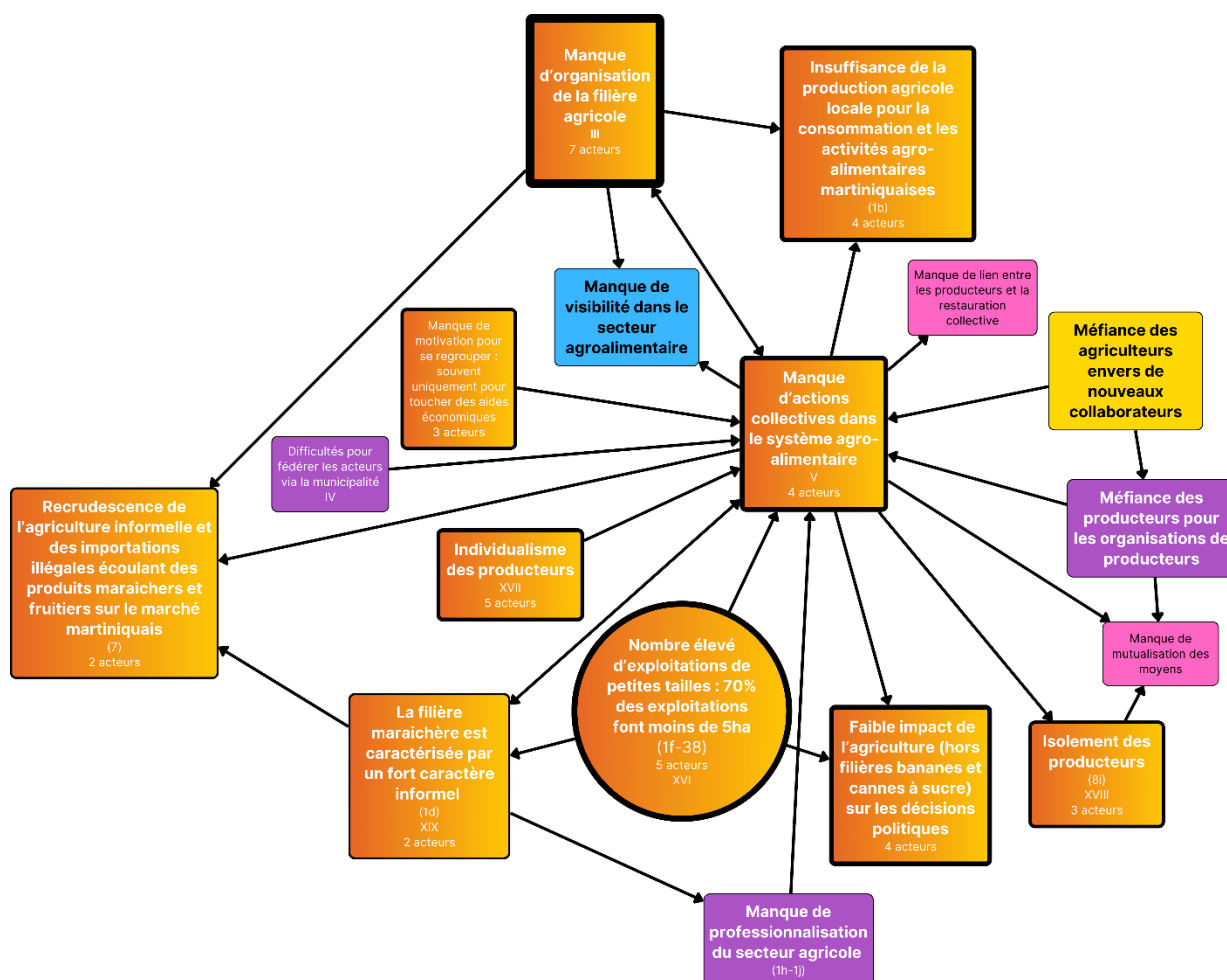 Manque
d'organisation
de la filière
agricole
III
7 acteurs
Insuffisance de la
production agricole
locale pour la
consommation et les
activités agro-
alimentaires
martiniquaises
(1b)
4 acteurs
Manque de
visibilité dans le
secteur
agroalimentaire
Manque de lien entre
les producteurs et la
restauration
collective
Manque de
motivation pour
se regrouper :
souvent
uniquement pour
toucher des aides
économiques
3 acteurs
Méfiance des
agriculteurs
envers de
nouveaux
collaborateurs
Manque
d'actions
collectives dans
le système agro-
alimentaire
V
4 acteurs
Difficultés pour
fédérer les acteurs
via la municipalité
IV
Recrudescence de
l'agriculture informelle et
des importations
illégales écoulant des
produits maraichers et
fruitiers sur le marché
martiniquais
(7)
2 acteurs
Méfiance des
producteurs pour
les organisations de
producteurs
Individualisme
des producteurs
XVII
5 acteurs
Nombre élevé
d'exploitations de
petites tailles : 70%
des exploitations
font moins de 5ha
(1f-38)
5 acteurs
XVI
Manque de
mutualisation des
moyens
La filière
maraichère est
caractérisée par
un fort caractère
informel
(1d)
XIX
2 acteurs
Faible impact de
l'agriculture (hors
filières bananes et
cannes à sucre)
sur les décisions
politiques
4 acteurs
Isolement des
producteurs
(8i)
XVIII
3 acteurs
Manque de
professionnalisation
du secteur agricole
(1h-1j)